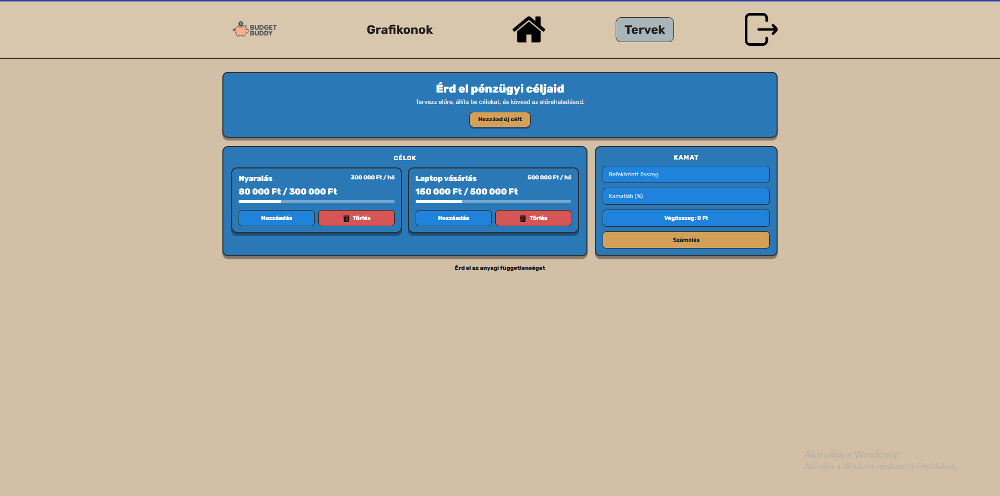 BUDGET
BUDDY
Grafikonok
Tervek
Érd el pénzügyi céljaid
Tervezz előre, állíts be célokat, és kövesd az előrehaladásod.
Hozzáad új célt
CÉLOK
Nyaralás
300 000 Ft / hó
80 000 Ft / 300 000 Ft
Hozzáadás
Törlés
Laptop vásárlás
500 000 Ft / hó
150 000 Ft / 500 000 Ft
Hozzáadás
Törlés
KAMAT
Befektetett összeg
Kamatláb (%)
Végösszeg: 0 Ft
Számolás
Érd el az anyagi függetlenséget
Aktiválja a Windowst
Aktiválja a Windows rendszert a Gépházban.